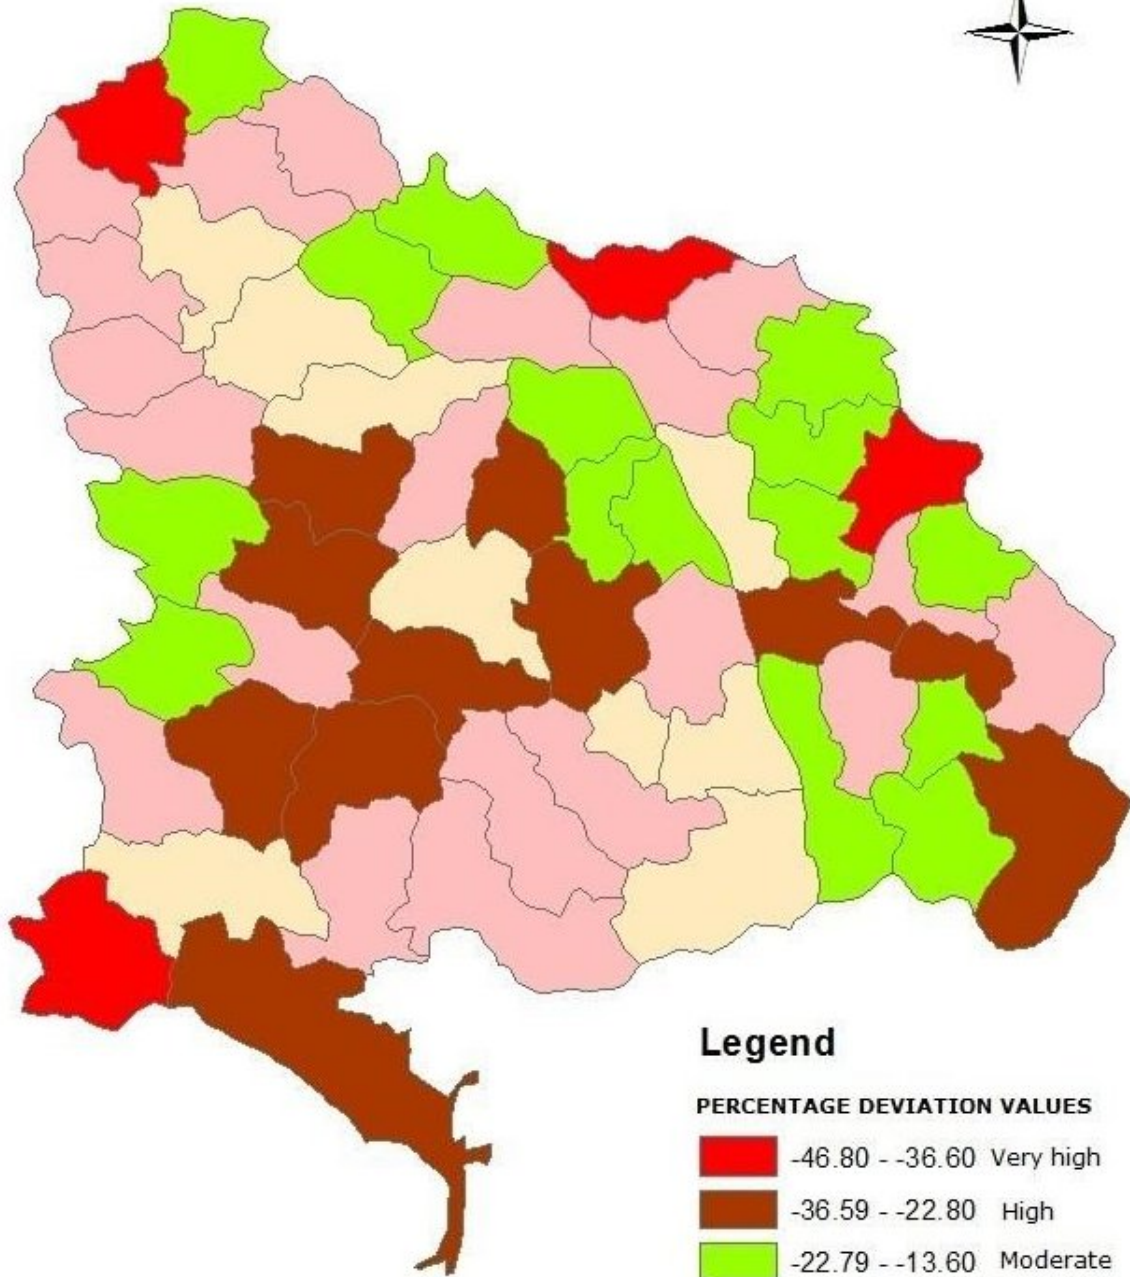 Legend
PERCENTAGE DEVIATION VALUES
-46.80 - -36.60 Very high
-36.59 - -22.80 High
-22.79 - -13.60 Moderate